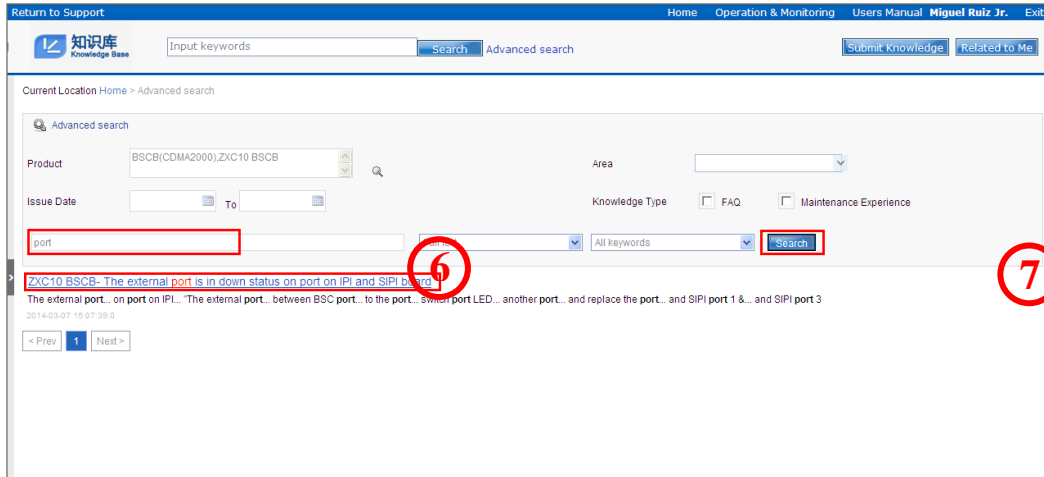 Return to Support Home Operation & Monitoring Users Manual Miguel Ruiz Jr. Exit
知识库
Knowledge Base
Input keywords Search Advanced search Submit Knowledge Related to Me
Current Location Home > Advanced search
Advanced search
Product BSCB(CDMA2000),ZXC10 BSCB Area
Issue Date To Knowledge Type FAQ Maintenance Experience
port All keywords Search
6
7
ZXC10 BSCB- The external port is in down status on port on IPI and SIPI board
The external port... on port on IPI... "The external port... between BSC port... to the port... switch port LED... another port... and replace the port... and SIPI port 1 &... and SIPI port 3
2014-03-07 15:07:39.0
< Prev 1 Next >